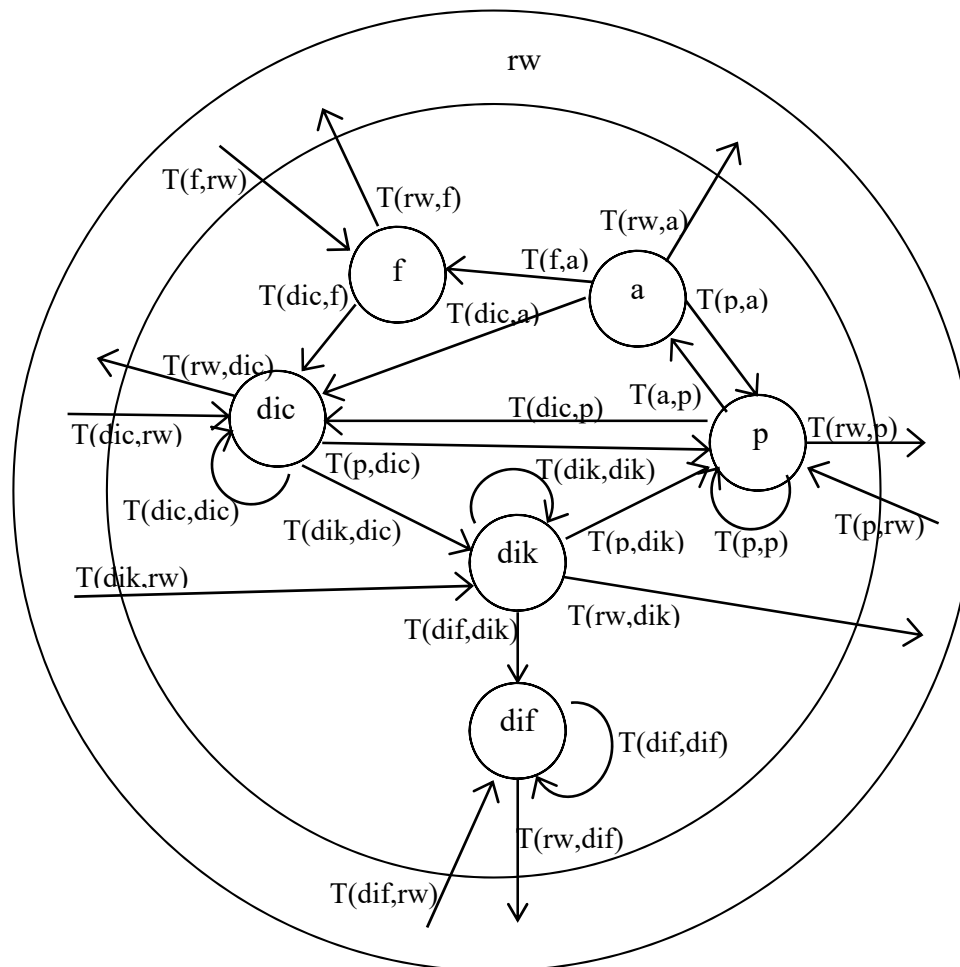 rw
T(f,rw)
T(rw,f)
T(rw,a)
f
T(f,a)
a
T(dic,f)
T(dic,a)
T(p,a)
T(rw,dic)
dic
T(dic,p)
T(a,p)
p
T(rw,p)
T(dic,rw)
T(p,dic)
T(dik,dik)
T(dic,dic)
T(dik,dic)
dik
T(p,dik)
T(p,p)
T(p,rw)
T(dik,rw)
T(dif,dik)
T(rw,dik)
dif
T(dif,dif)
T(rw,dif)
T(dif,rw)